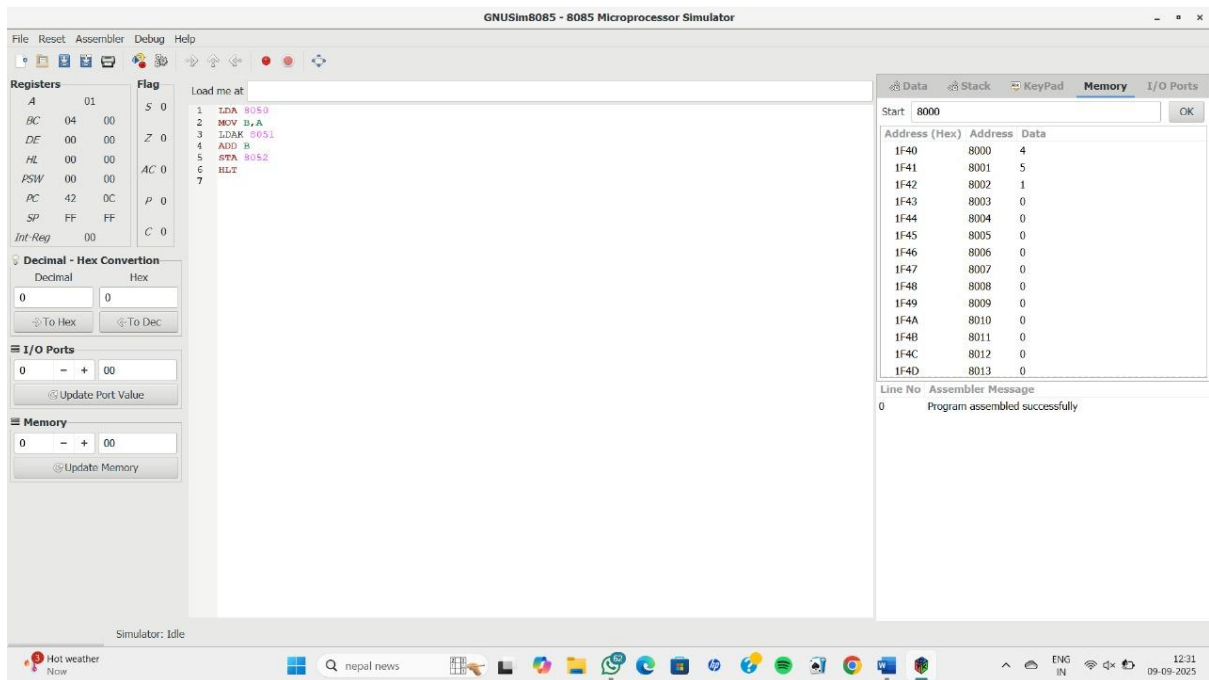 GNUSim8085 - 8085 Microprocessor Simulator
File Reset Assembler Debug Help
Registers
A 01
BC 04 00
DE 00 00
HL 00 00
PSW 00 00
PC 42 0C
SP FF FF
Int-Reg 00
Flag
S 0
Z 0
AC 0
P 0
C 0
Decimal - Hex Convertion
Decimal Hex
0 0
To Hex To Dec
I/O Ports
0 - + 00
Update Port Value
Memory
0 - + 00
Update Memory
Load me at
1 LDA 8050
2 MOV B,A
3 LDAK 8051
4 ADD B
5 STA 8052
6 HLT
7
Data Stack KeyPad Memory I/O Ports
Start 8000 OK
Address (Hex) Address Data
1F40 8000 4
1F41 8001 5
1F42 8002 1
1F43 8003 0
1F44 8004 0
1F45 8005 0
1F46 8006 0
1F47 8007 0
1F48 8008 0
1F49 8009 0
1F4A 8010 0
1F4B 8011 0
1F4C 8012 0
1F4D 8013 0
Line No Assembler Message
0 Program assembled successfully
Simulator: Idle
3 Hot weather
Now
nepal news
ENG
IN
12:31
09-09-2025